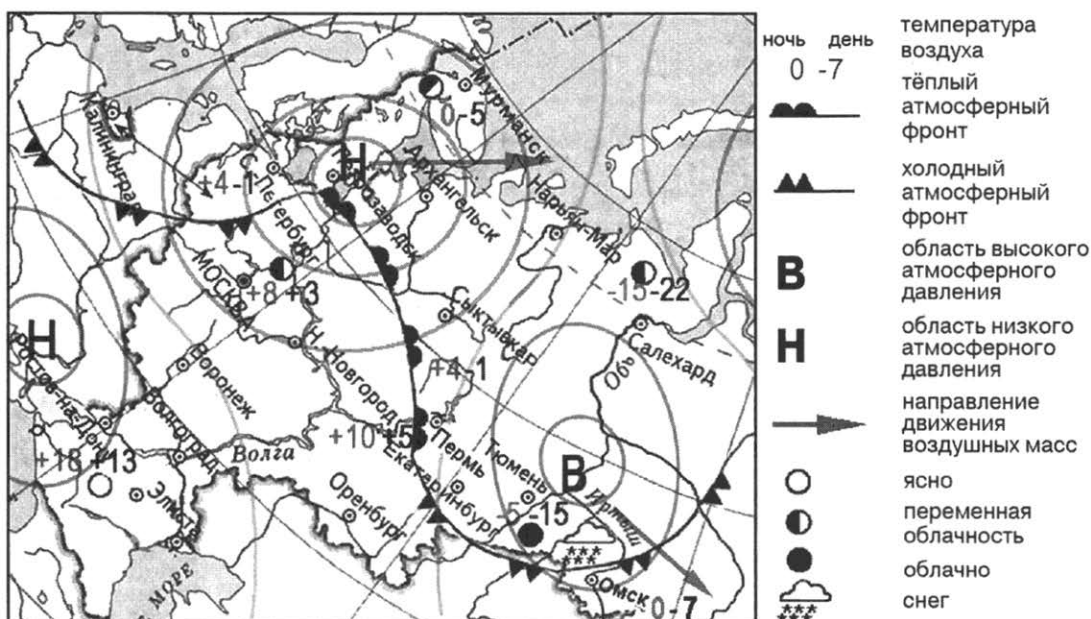 Мурманск
0 -5
Калининград
С.-Петербург
+4 -1
Н
Петрозаводск
Архангельск
Нарьян-Мар
-15 -22
МОСКВА
+8 +3
Сыктывкар
+4 -1
Салехард
Обь
Н
Воронеж
Н. Новгород
+10 +5
Пермь
Екатеринбург
Тюмень
В
-5 -15
Иртыш
Ростов-на-Дону
+18 +13
Волгоград
Волга
Элиста
Оренбург
МОРЕ
Омск
0 -7
ночь день
0 -7
температура
воздуха
тёплый
атмосферный
фронт
холодный
атмосферный
фронт
В
область высокого
атмосферного
давления
Н
область низкого
атмосферного
давления
направление
движения
воздушных масс
ясно
переменная
облачность
облачно
снег